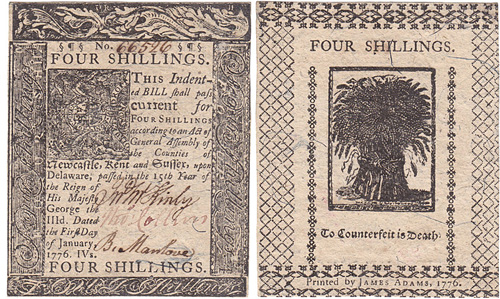 §¶§ No. 66596 §¶§
FOUR SHILLINGS.
THIS Indent-
ed BILL shall pass
current for
FOUR SHILLINGS
according to an Act of
General Assembly of
the Counties of
Newcastle, Kent and Sussex, upon
Delaware, passed in the 15th Year of
the Reign of
His Majesty
George the
IIId. Dated
the First Day
of January,
1776. IVs.
B. Manlove
FOUR SHILLINGS.
FOUR SHILLINGS.
To Counterfeit is Death.
Printed by JAMES ADAMS, 1776.